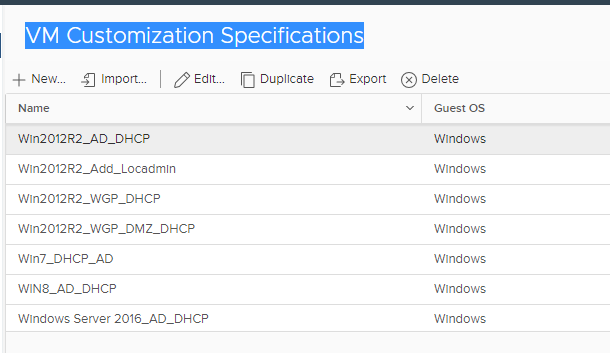 VM Customization Specifications
New... Import... Edit... Duplicate Export Delete
Name Guest OS
Win2012R2_AD_DHCP Windows
Win2012R2_Add_Locadmin Windows
Win2012R2_WGP_DHCP Windows
Win2012R2_WGP_DMZ_DHCP Windows
Win7_DHCP_AD Windows
WIN8_AD_DHCP Windows
Windows Server 2016_AD_DHCP Windows